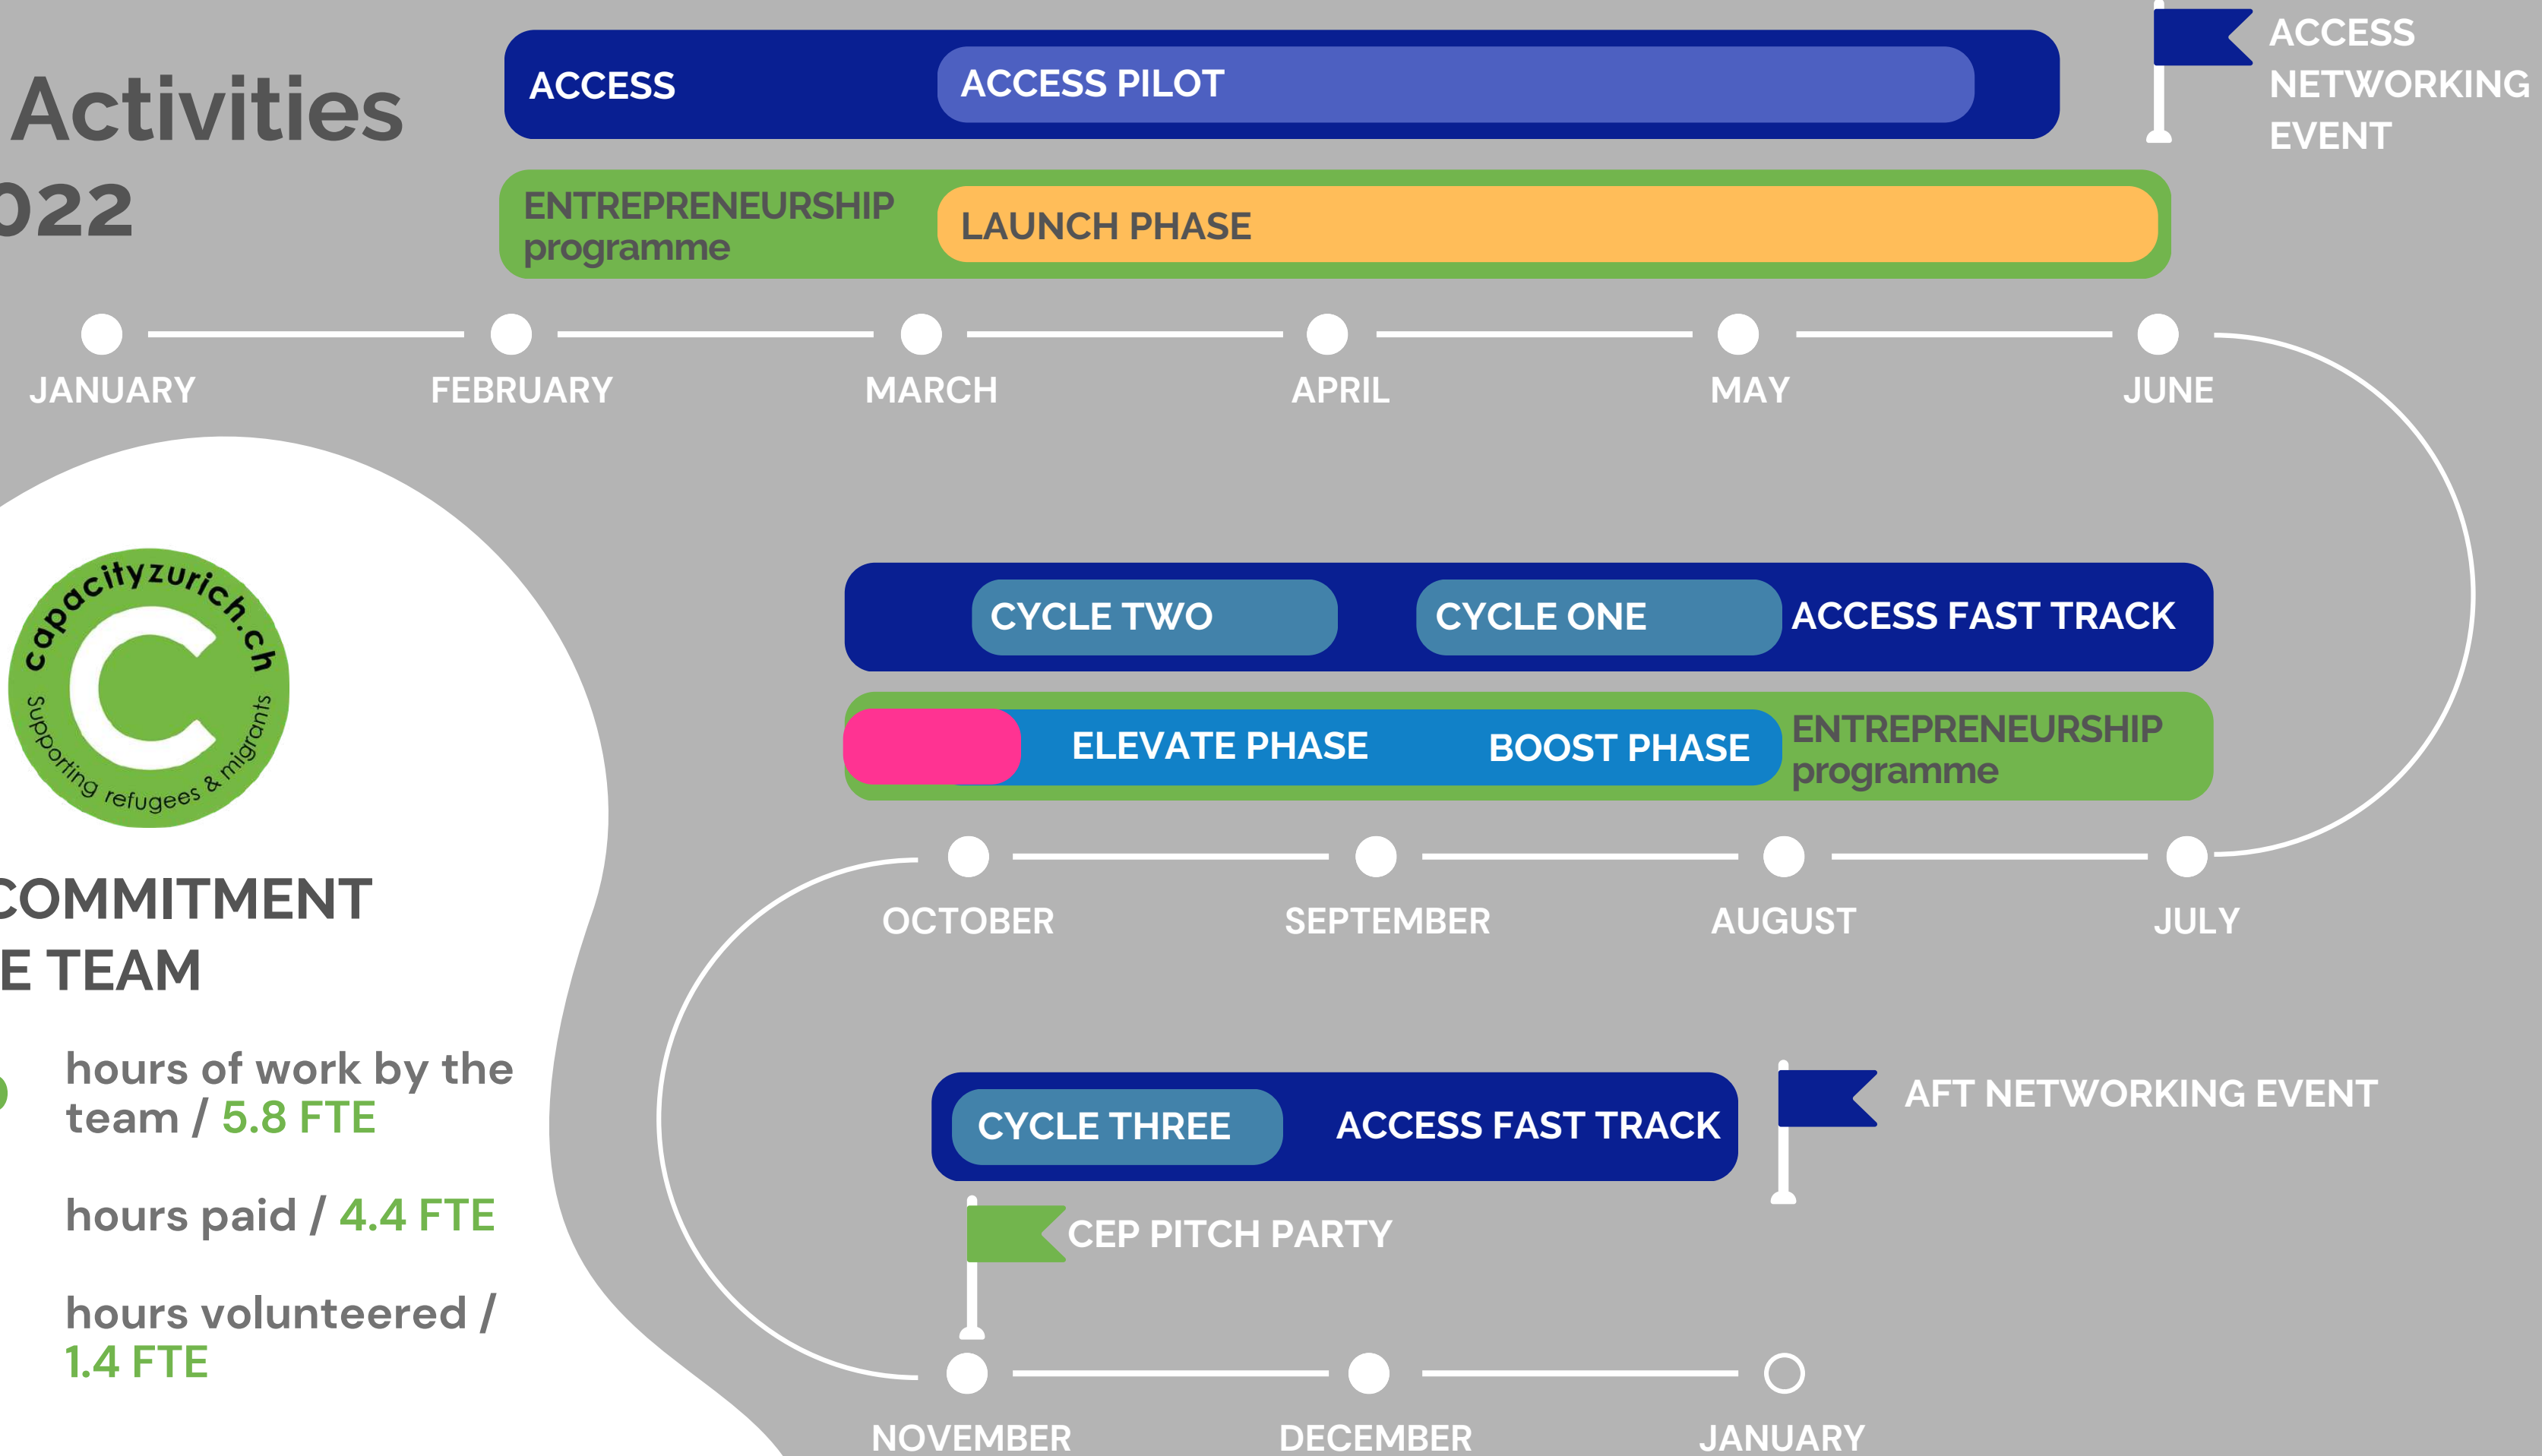 Activities
022
ACCESS
ACCESS PILOT
ACCESS
NETWORKING
EVENT
ENTREPRENEURSHIP
programme
LAUNCH PHASE
JANUARY
FEBRUARY
MARCH
APRIL
MAY
JUNE
CYCLE TWO
CYCLE ONE
ACCESS FAST TRACK
ELEVATE PHASE
BOOST PHASE
ENTREPRENEURSHIP
programme
OCTOBER
SEPTEMBER
AUGUST
JULY
capacityzurich.ch
Supporting refugees & migrants
COMMITMENT
E TEAM
hours of work by the
team / 5.8 FTE
hours paid / 4.4 FTE
hours volunteered /
1.4 FTE
CYCLE THREE
ACCESS FAST TRACK
AFT NETWORKING EVENT
CEP PITCH PARTY
NOVEMBER
DECEMBER
JANUARY